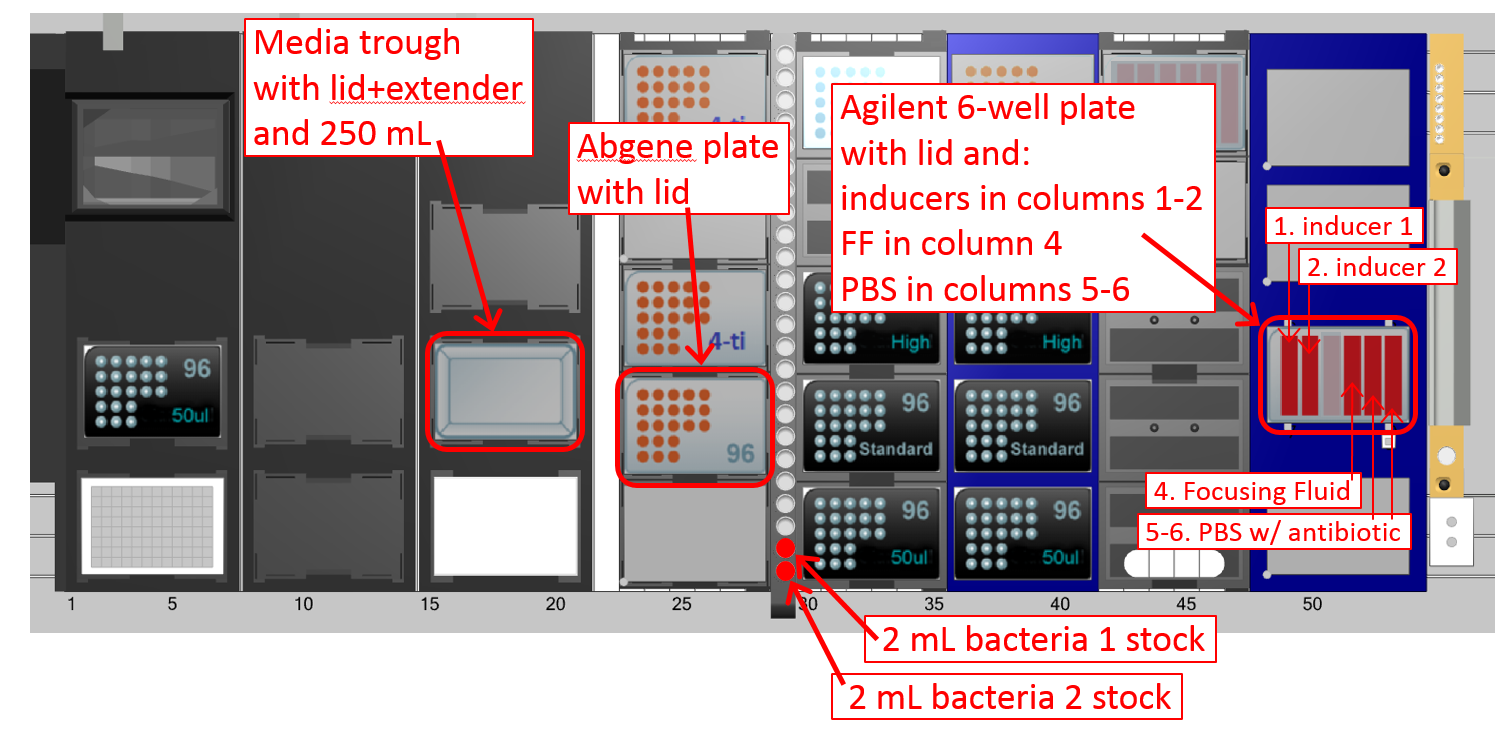 Media trough
with lid+extender
and 250 mL
Abgene plate
with lid
Agilent 6-well plate
with lid and:
inducers in columns 1-2
FF in column 4
PBS in columns 5-6
1. inducer 1
2. inducer 2
4. Focusing Fluid
5-6. PBS w/ antibiotic
2 mL bacteria 1 stock
2 mL bacteria 2 stock
4-ti
4-ti
High
High
96
50ul
96
96
Standard
96
Standard
96
50ul
96
50ul
1 5 10 15 20 25 30 35 40 45 50